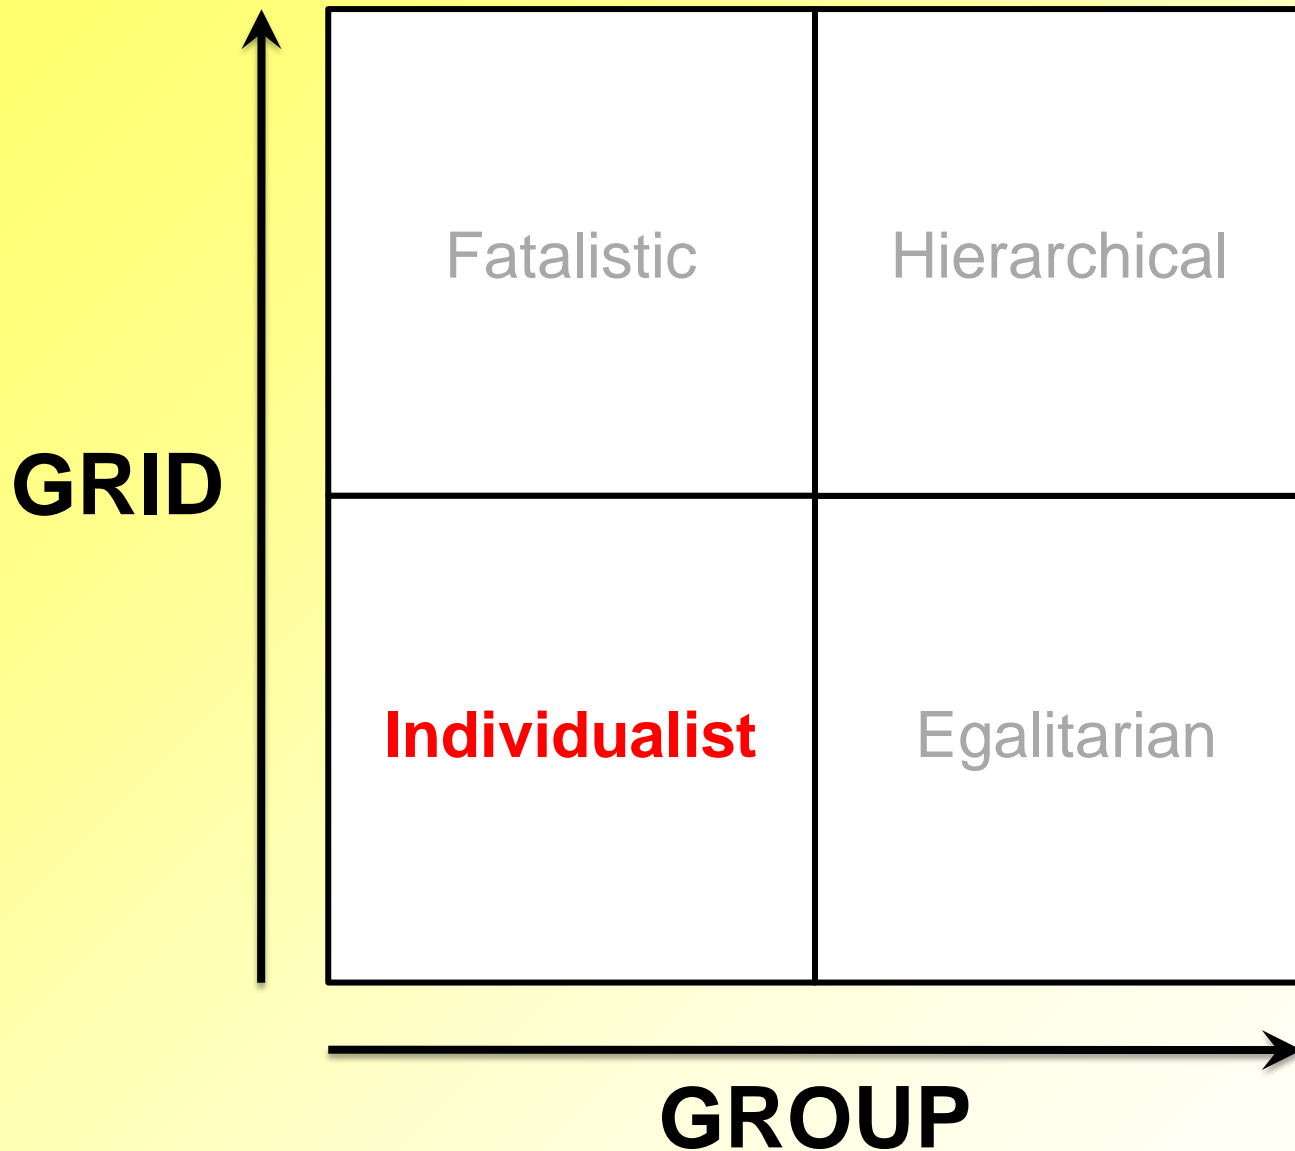 Fatalistic
Hierarchical
GRID
Individualist
Egalitarian
GROUP